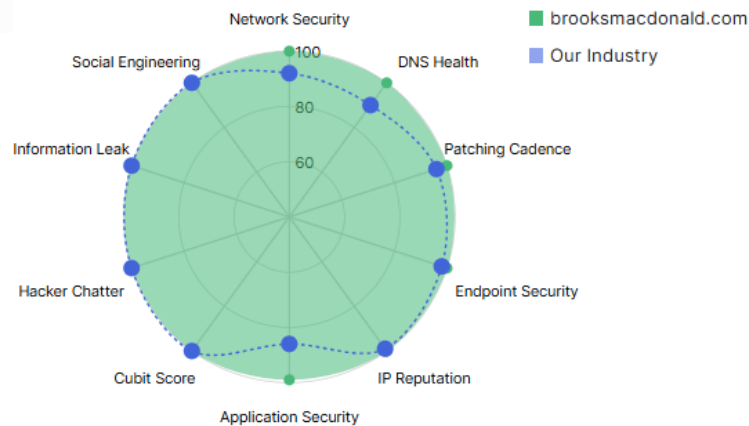 Network Security
brooksmacdonald.com
Our Industry
100
Social Engineering
DNS Health
80
Information Leak
Patching Cadence
60
Hacker Chatter
Endpoint Security
Cubit Score
IP Reputation
Application Security